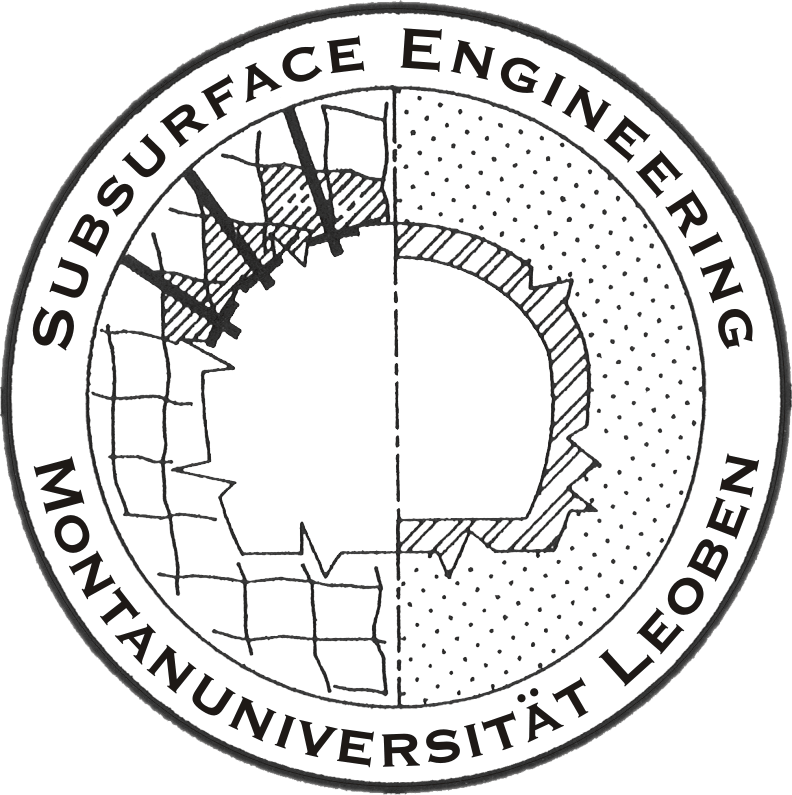 SUBSURFACE ENGINEERING
MONTANUNIVERSITÄT LEOBEN